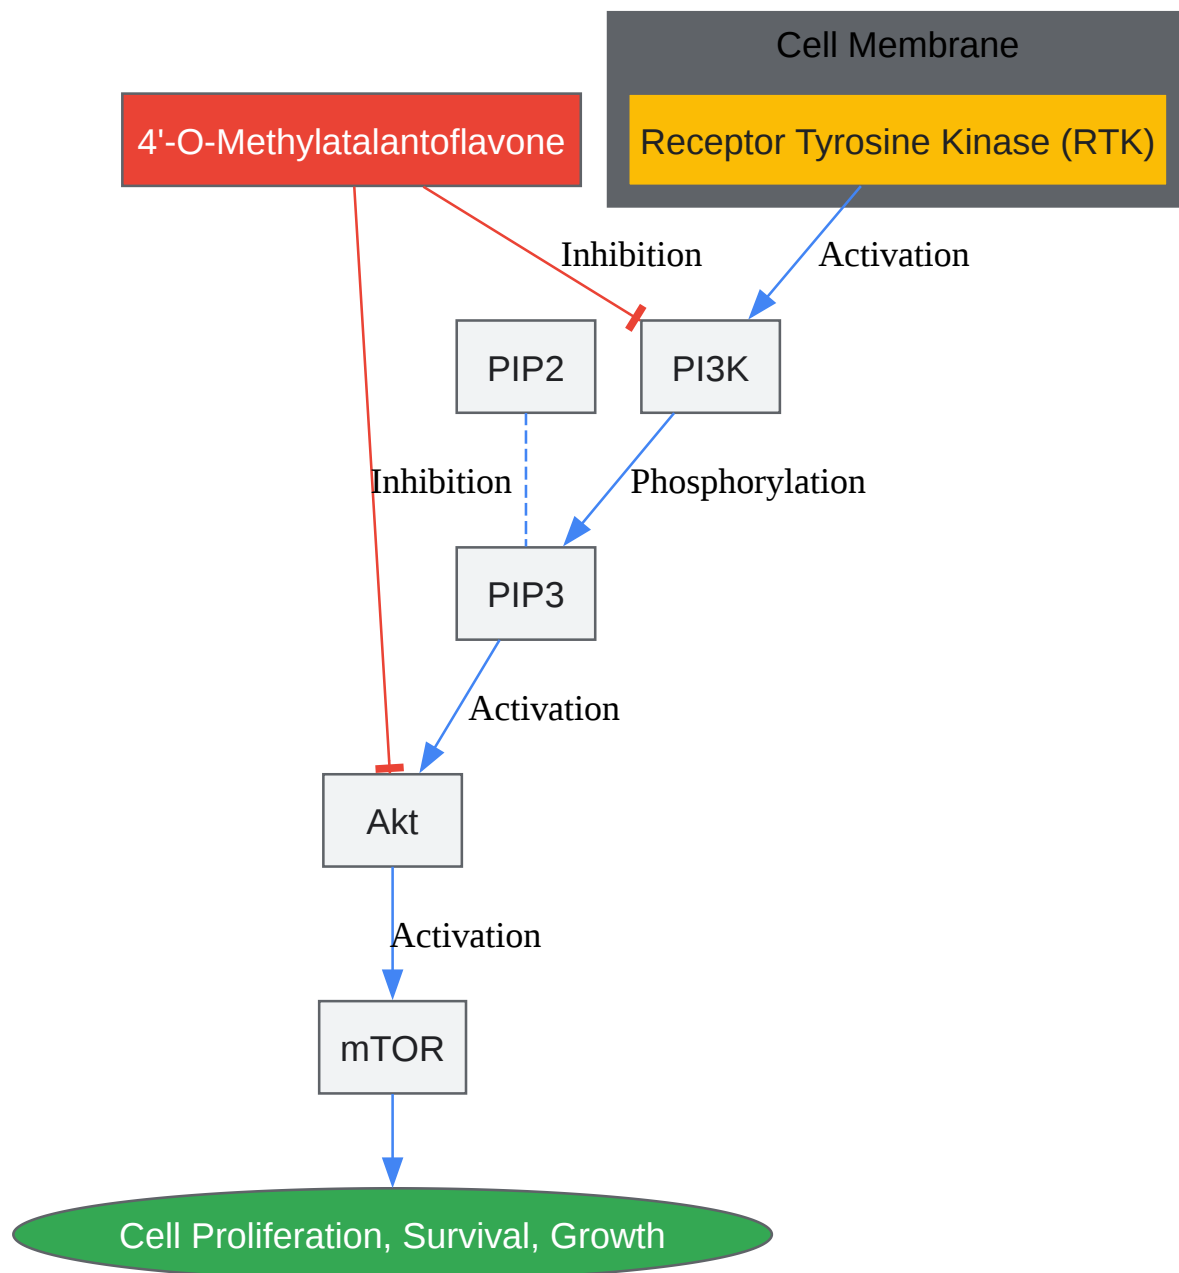 Cell Membrane
4'-O-Methylatalantoflavone
Receptor Tyrosine Kinase (RTK)
Inhibition
Activation
PIP2
PI3K
Inhibition
Phosphorylation
PIP3
Activation
Akt
Activation
mTOR
Cell Proliferation, Survival, Growth